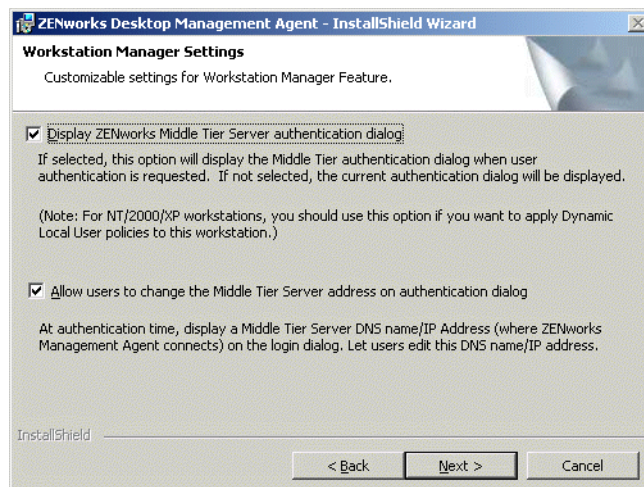 ZENworks Desktop Management Agent - InstallShield Wizard
Workstation Manager Settings
Customizable settings for Workstation Manager Feature.
Display ZENworks Middle Tier Server authentication dialog
If selected, this option will display the Middle Tier authentication dialog when user
authentication is requested. If not selected, the current authentication dialog will be displayed.
(Note: For NT/2000/XP workstations, you should use this option if you want to apply Dynamic
Local User policies to this workstation.)
Allow users to change the Middle Tier Server address on authentication dialog
At authentication time, display a Middle Tier Server DNS name/IP Address (where ZENworks
Management Agent connects) on the login dialog. Let users edit this DNS name/IP address.
InstallShield
< Back Next > Cancel